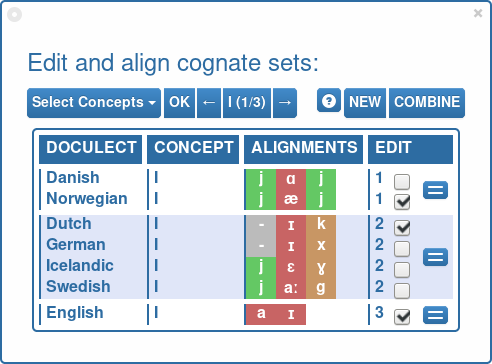 Edit and align cognate sets:
Select Concepts OK ← I (1/3) → ? NEW COMBINE
DOCULECT CONCEPT ALIGNMENTS EDIT
Danish I j ɑ j 1
Norwegian I j æ j 1
Dutch I - ɪ k 2
German I - ɪ x 2
Icelandic I j ɛ ɣ 2
Swedish I j aː g 2
English I a ɪ 3